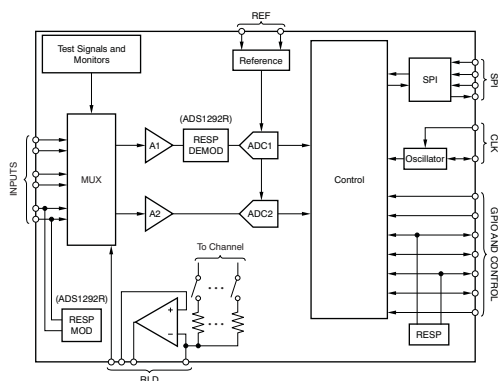 REF
Test Signals and
Monitors
Reference
SPI
SPI
(ADS1292R)
A1
RESP
DEMOD
ADC1
MUX
CLK
Oscillator
INPUTS
Control
A2
ADC2
GPIO AND CONTROL
To Channel
(ADS1292R)
RESP
MOD
+
−
RESP
RLD